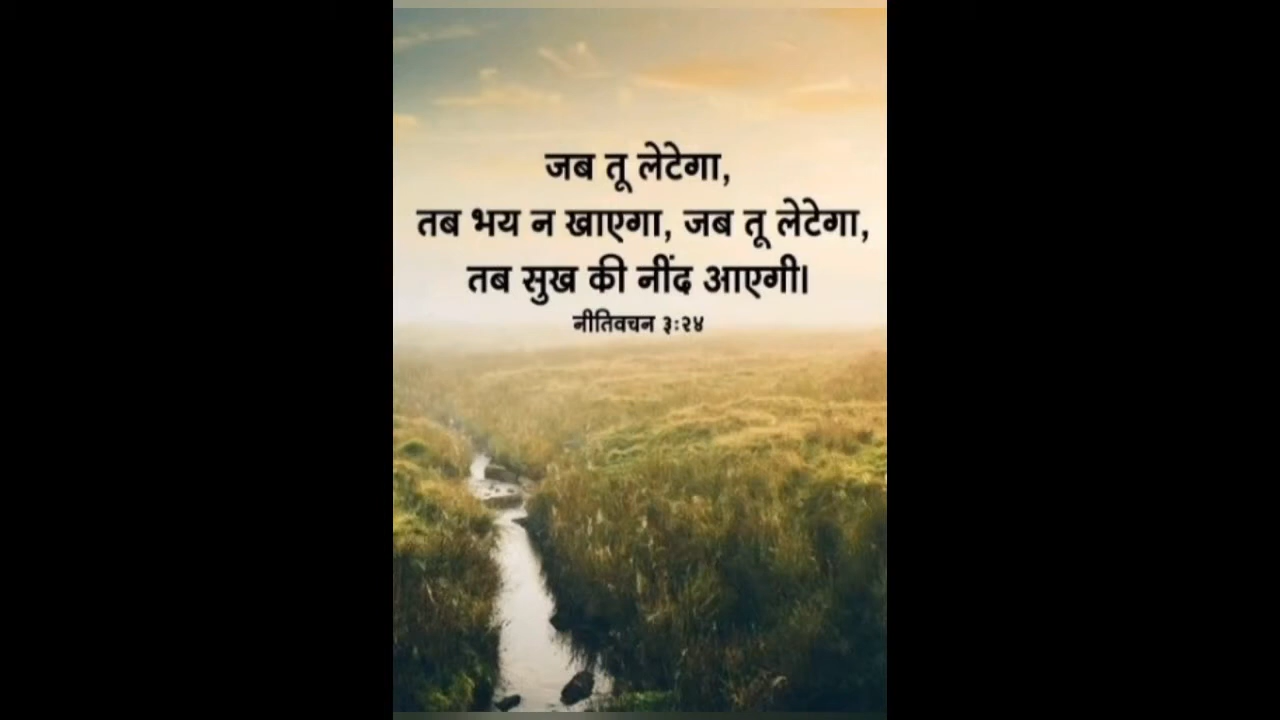 जब तू लेटेगा,
तब भय न खाएगा, जब तू लेटेगा,
तब सुख की नींद आएगी।
नीतिवचन ३:२४